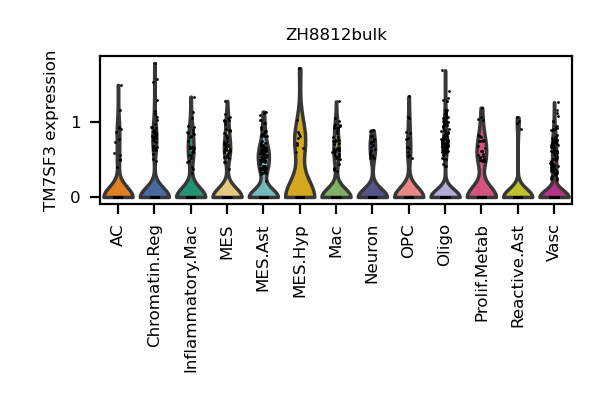 ZH8812bulk
TM7SF3 expression
1
0
AC
Chromatin.Reg
Inflammatory.Mac
MES
MES.Ast
MES.Hyp
Mac
Neuron
OPC
Oligo
Prolif.Metab
Reactive.Ast
Vasc